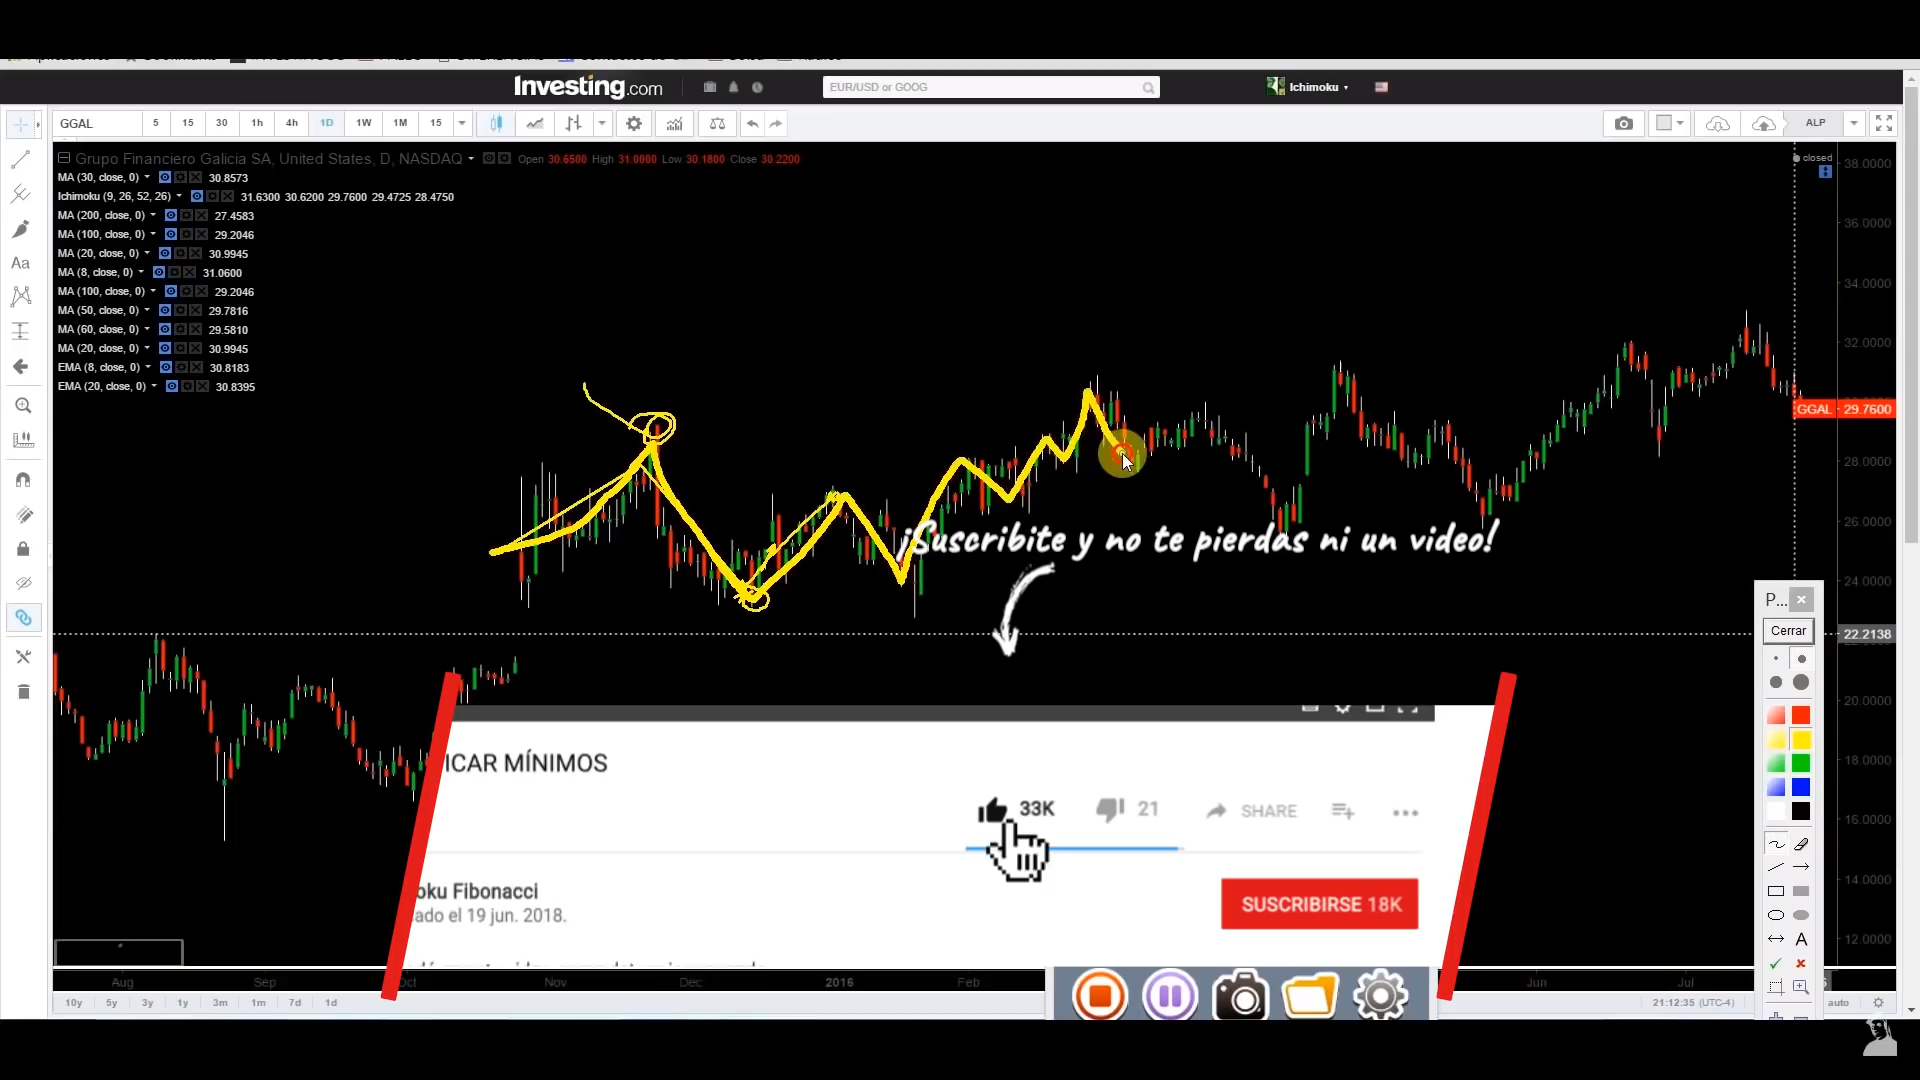 Investing.com
EUR/USD or GOOG
Ichimoku
GGAL 5 15 30 1h 4h 1D 1W 1M 15
ALP
Grupo Financiero Galicia SA, United States, D, NASDAQ Open 30.6500 High 31.0000 Low 30.1800 Close 30.2200
closed
MA (30, close, 0) 30.8573
Ichimoku (9, 26, 52, 26) 31.6300 30.6200 29.7600 29.4725 28.4750
MA (200, close, 0) 27.4583
MA (100, close, 0) 29.2046
MA (20, close, 0) 30.9945
MA (8, close, 0) 31.0600
MA (100, close, 0) 29.2046
MA (50, close, 0) 29.7816
MA (60, close, 0) 29.5810
MA (20, close, 0) 30.9945
EMA (8, close, 0) 30.8183
EMA (20, close, 0) 30.8395
Aa
38.0000
36.0000
34.0000
32.0000
GGAL 29.7600
28.0000
26.0000
24.0000
22.2138
20.0000
18.0000
16.0000
14.0000
12.0000
¡Suscribite y no te pierdas ni un video!
P...
Cerrar
A
ICAR MÍNIMOS
33K 21 SHARE
oku Fibonacci
ado el 19 jun. 2018.
SUSCRIBIRSE 18K
Aug Sep Oct Nov Dec 2016 Feb Jun Jul
10y 5y 3y 1y 3m 1m 7d 1d
21:12:35 (UTC-4)
auto